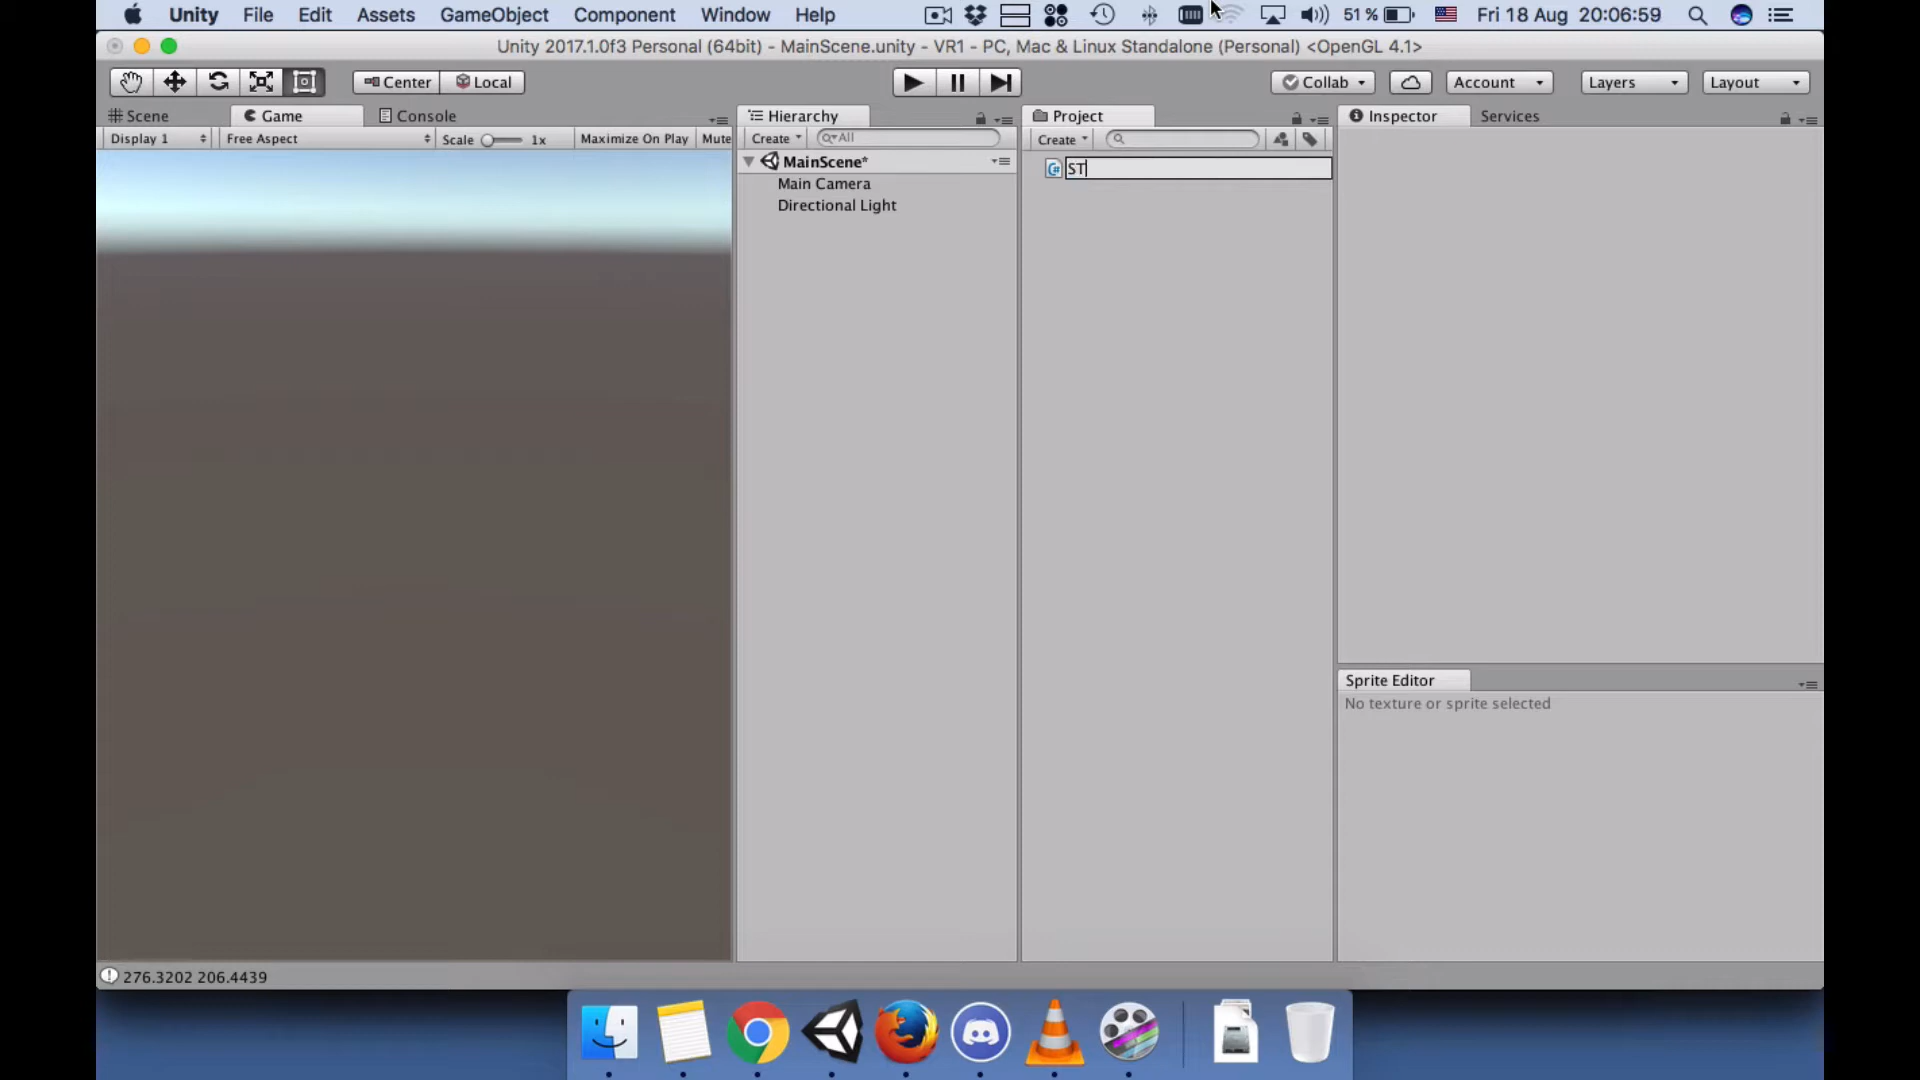 Unity File Edit Assets GameObject Component Window Help 51 % Fri 18 Aug 20:06:59
Unity 2017.1.0f3 Personal (64bit) - MainScene.unity - VR1 - PC, Mac & Linux Standalone (Personal) <OpenGL 4.1>
Center Local Collab Account Layers Layout
Scene Game Console Hierarchy Project Inspector Services
Display 1 Free Aspect Scale 1x Maximize On Play Mute Create All Create
MainScene* ST
Main Camera
Directional Light
Sprite Editor
No texture or sprite selected
276.3202 206.4439